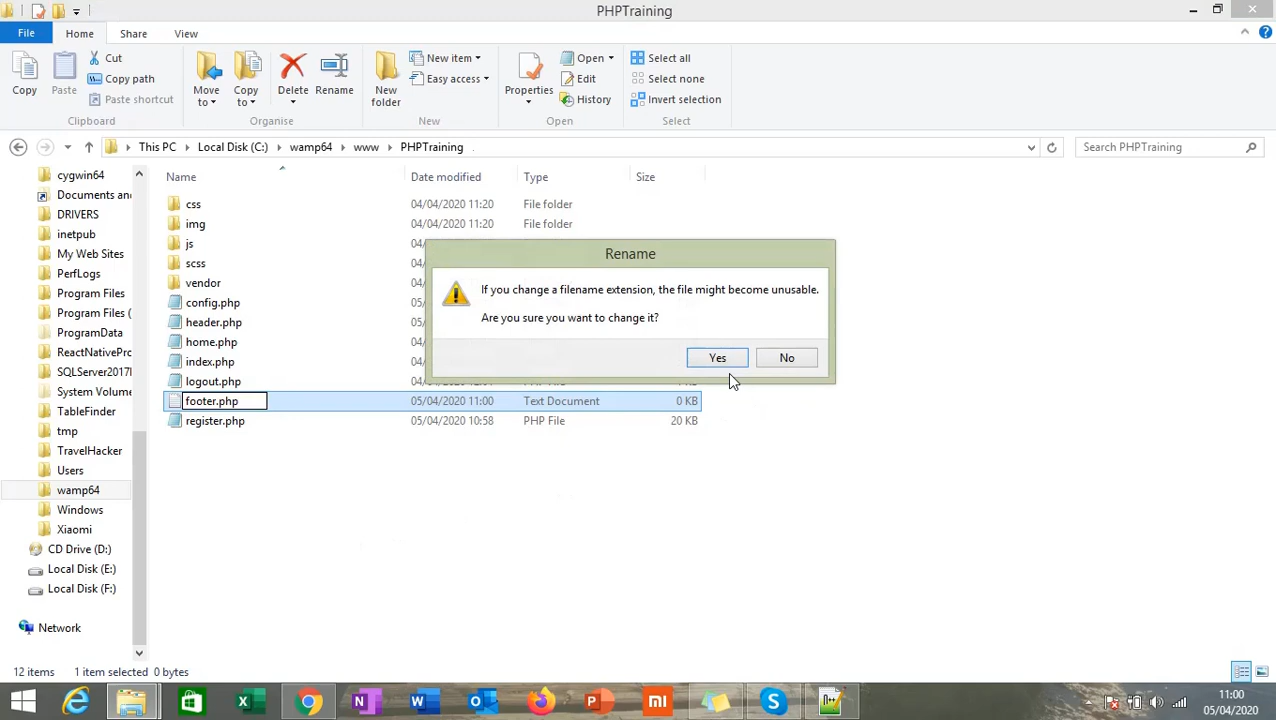 PHPTraining
File Home Share View
Copy
Paste
Cut
Copy path
Paste shortcut
Clipboard
Move to
Copy to
Delete
Rename
Organise
New folder
New item
Easy access
New
Properties
Open
Edit
History
Open
Select all
Select none
Invert selection
Select
This PC Local Disk (C:) wamp64 www PHPTraining
Search PHPTraining
Name Date modified Type Size
cygwin64
Documents and
DRIVERS
inetpub
My Web Sites
PerfLogs
Program Files
Program Files (
ProgramData
ReactNativePro
SQLServer2017
System Volume
TableFinder
tmp
TravelHacker
Users
wamp64
Windows
Xiaomi
CD Drive (D:)
Local Disk (E:)
Local Disk (F:)
Network
css 04/04/2020 11:20 File folder
img 04/04/2020 11:20 File folder
js
scss
vendor
config.php
header.php
home.php
index.php
logout.php
footer.php 05/04/2020 11:00 Text Document 0 KB
register.php 05/04/2020 10:58 PHP File 20 KB
Rename
If you change a filename extension, the file might become unusable.
Are you sure you want to change it?
Yes No
12 items 1 item selected 0 bytes
11:00
05/04/2020